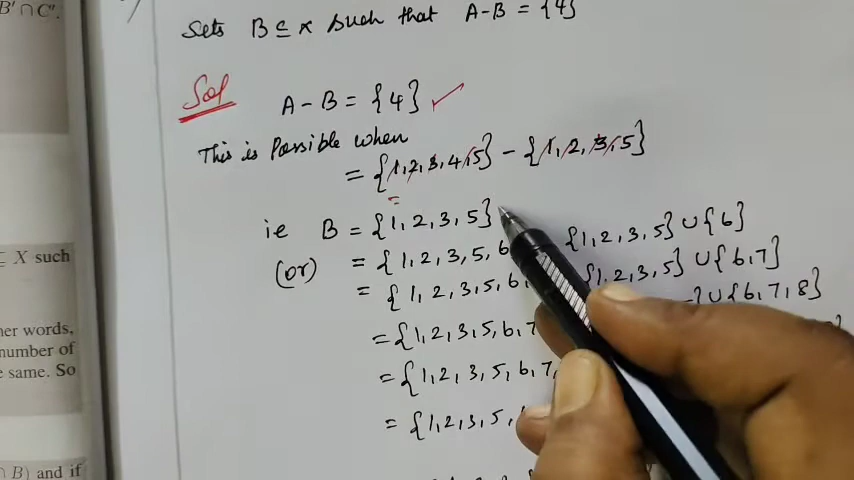 B' ∩ C'.
Sets B ⊆ X such that A-B = {4}
Sol A-B = {4} ✓
This is Possible when
= {1,2,3,4,5} - {1,2,3,5}
ie B = {1,2,3,5}
(or) = {1,2,3,5,6 {1,2,3,5} ∪ {6}
= {1,2,3,5,6, {1,2,3,5} ∪ {6,7}
} ∪ {6,7,8}
= {1,2,3,5,6,7
= {1,2,3,5,6,7,
= {1,2,3,5,
⊆ X such
her words,
number of
same. So
∩ B) and if